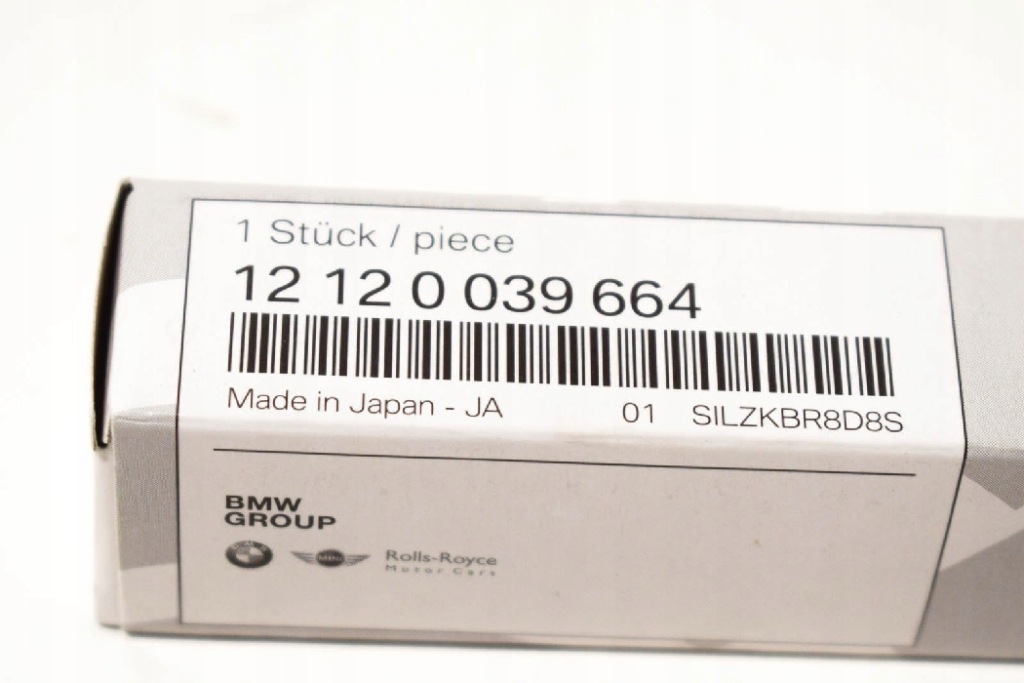 1 Stück / piece
12 12 0 039 664
Made in Japan - JA 01 SILZKBR8D8S
BMW
GROUP
MINI
Rolls-Royce
Motor Cars